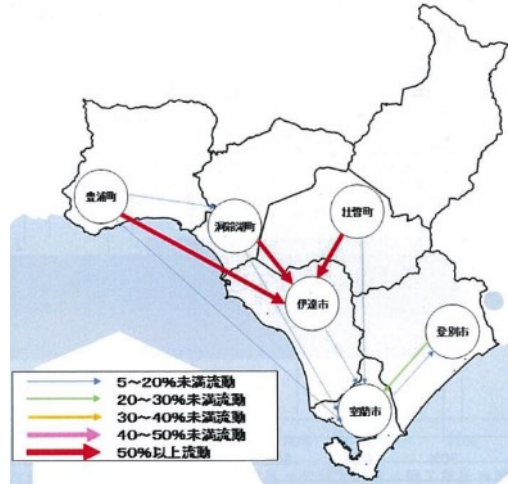 豊浦町
洞爺湖町
壮瞥町
伊達市
登別市
室蘭市
5～20%未満流動
20～30%未満流動
30～40%未満流動
40～50%未満流動
50%以上流動